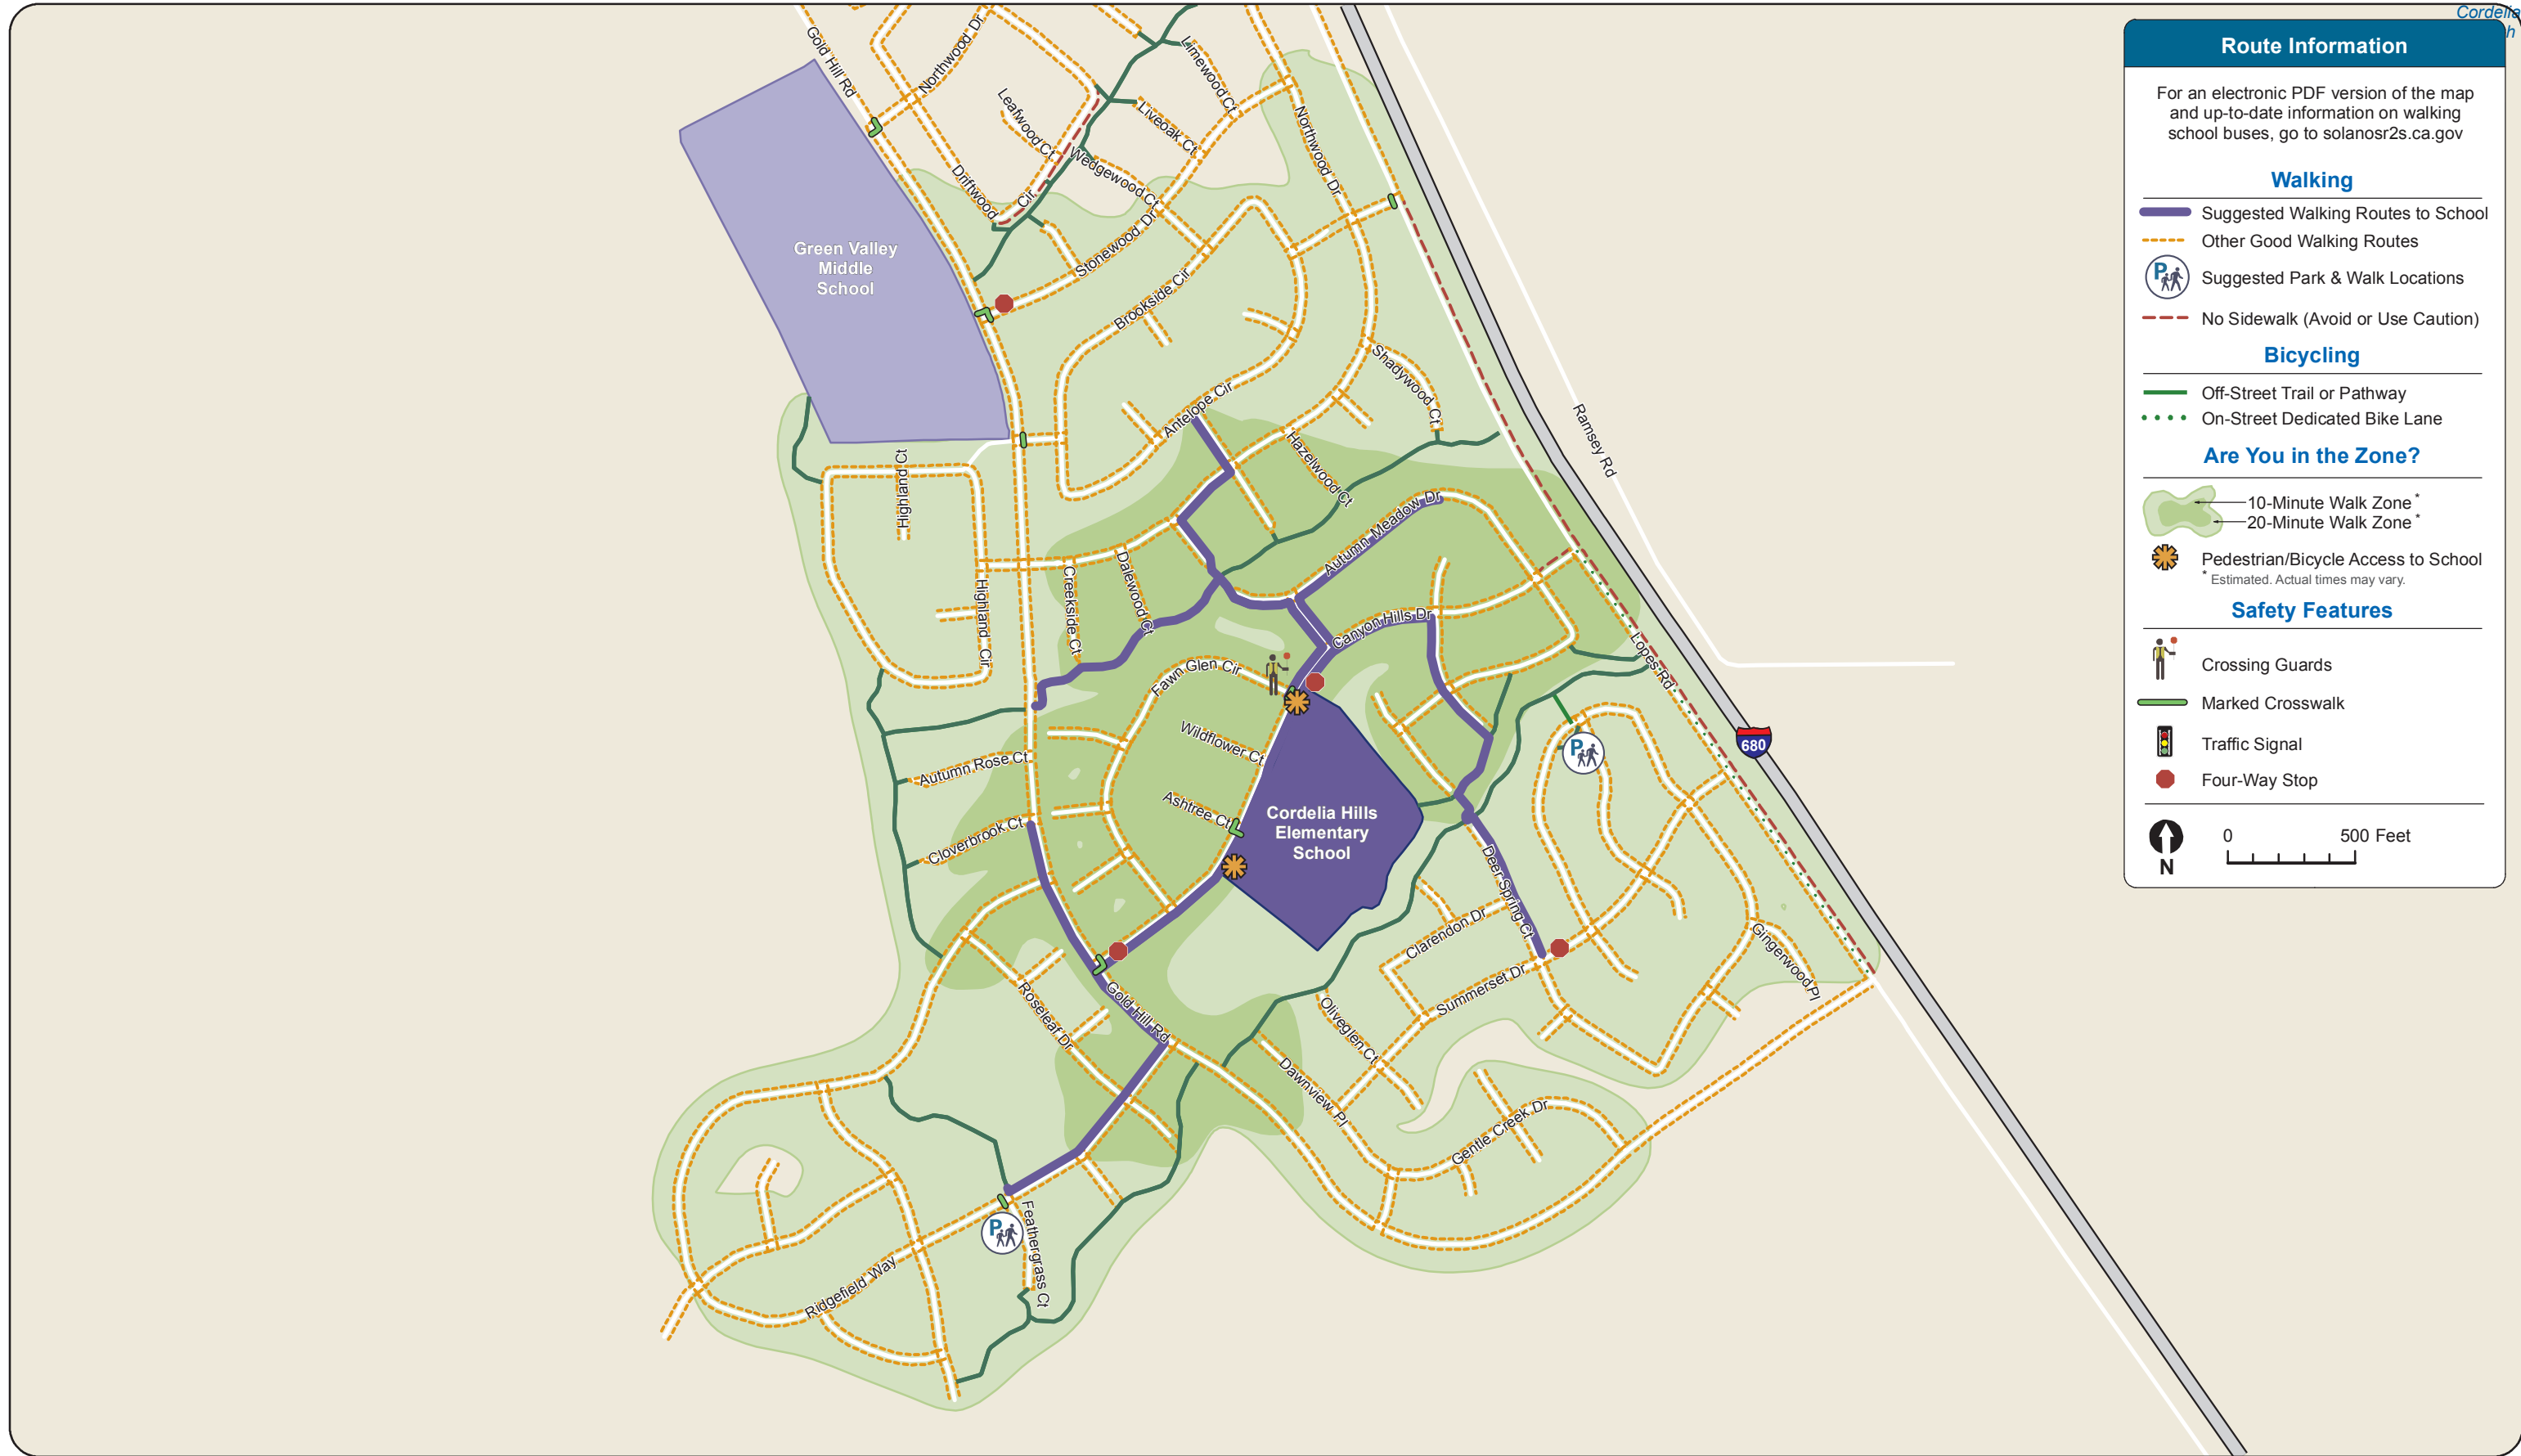 Cordelia
h
Route Information
For an electronic PDF version of the map
and up-to-date information on walking
school buses, go to solanosr2s.ca.gov
Walking
Suggested Walking Routes to School
Other Good Walking Routes
P
Suggested Park & Walk Locations
No Sidewalk (Avoid or Use Caution)
Bicycling
Off-Street Trail or Pathway
On-Street Dedicated Bike Lane
Are You in the Zone?
10-Minute Walk Zone *
20-Minute Walk Zone *
Pedestrian/Bicycle Access to School
* Estimated. Actual times may vary.
Safety Features
Crossing Guards
Marked Crosswalk
Traffic Signal
Four-Way Stop
N
0 500 Feet
Gold Hill Rd
Northwood Dr
Limewood Ct
Leafwood Ct
Liveoak Ct
Northwood Dr
Wedgewood Ct
Driftwood
Cir
Stonewood Dr
Green Valley
Middle
School
Brookside Cir
Shadywood Ct
Antelope Cir
Ramsey Rd
Hazelwood Ct
Highland Ct
Autumn Meadow Dr
Dalewood Ct
Creekside Ct
Highland Cir
Canyon Hills Dr
Lopes Rd
Fawn Glen Cir
Wildflower Ct
680
P
Autumn Rose Ct
Ashtree Ct
Cordelia Hills
Elementary
School
Cloverbrook Ct
Deer Spring Ct
Clarendon Dr
Gingerwood Pl
Summerset Dr
Gold Hill Rd
Roseleaf Dr
Oliveglen Ct
Dawnview Pl
Gentle Creek Dr
P
Feathergrass Ct
Ridgefield Way